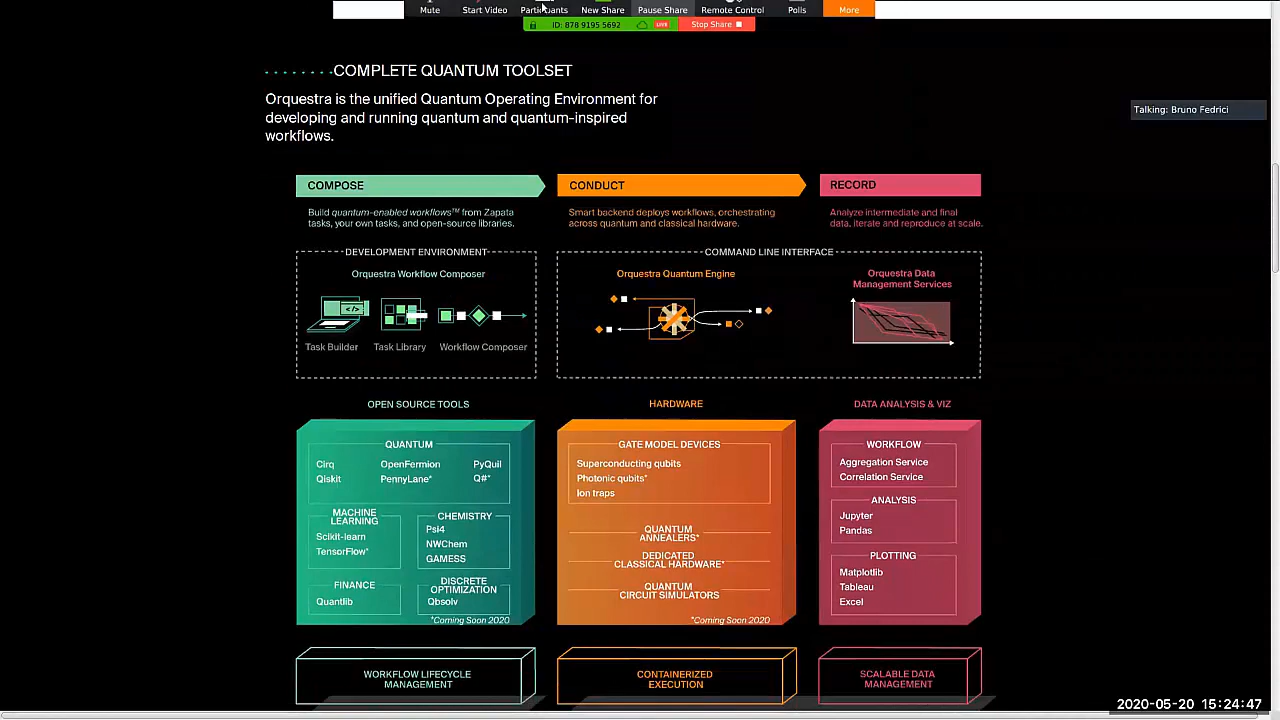 Mute Start Video Participants New Share Pause Share Remote Control Polls More
ID: 878 9195 5692 LIVE Stop Share
Talking: Bruno Fedrici
COMPLETE QUANTUM TOOLSET
Orquestra is the unified Quantum Operating Environment for
developing and running quantum and quantum-inspired
workflows.
COMPOSE
Build quantum-enabled workflows™ from Zapata
tasks, your own tasks, and open-source libraries.
CONDUCT
Smart backend deploys workflows, orchestrating
across quantum and classical hardware.
RECORD
Analyze intermediate and final
data, iterate and reproduce at scale.
DEVELOPMENT ENVIRONMENT
Orquestra Workflow Composer
</>
Task Builder Task Library Workflow Composer
COMMAND LINE INTERFACE
Orquestra Quantum Engine
Orquestra Data
Management Services
OPEN SOURCE TOOLS
QUANTUM
Cirq OpenFermion PyQuil
Qiskit PennyLane* Q#*
MACHINE
LEARNING
Scikit-learn
TensorFlow*
CHEMISTRY
Psi4
NWChem
GAMESS
FINANCE
Quantlib
DISCRETE
OPTIMIZATION
Qbsolv
*Coming Soon 2020
HARDWARE
GATE MODEL DEVICES
Superconducting qubits
Photonic qubits*
Ion traps
QUANTUM
ANNEALERS*
DEDICATED
CLASSICAL HARDWARE*
QUANTUM
CIRCUIT SIMULATORS
*Coming Soon 2020
DATA ANALYSIS & VIZ
WORKFLOW
Aggregation Service
Correlation Service
ANALYSIS
Jupyter
Pandas
PLOTTING
Matplotlib
Tableau
Excel
WORKFLOW LIFECYCLE
MANAGEMENT
CONTAINERIZED
EXECUTION
SCALABLE DATA
MANAGEMENT
2020-05-20 15:24:47